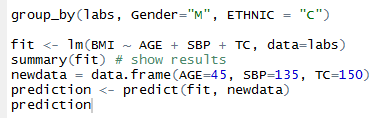 group_by(labs, Gender="M", ETHNIC = "C")
fit <- lm(BMI ~ AGE + SBP + TC, data=labs)
summary(fit) # show results
newdata = data.frame(AGE=45, SBP=135, TC=150)
prediction <- predict(fit, newdata)
prediction